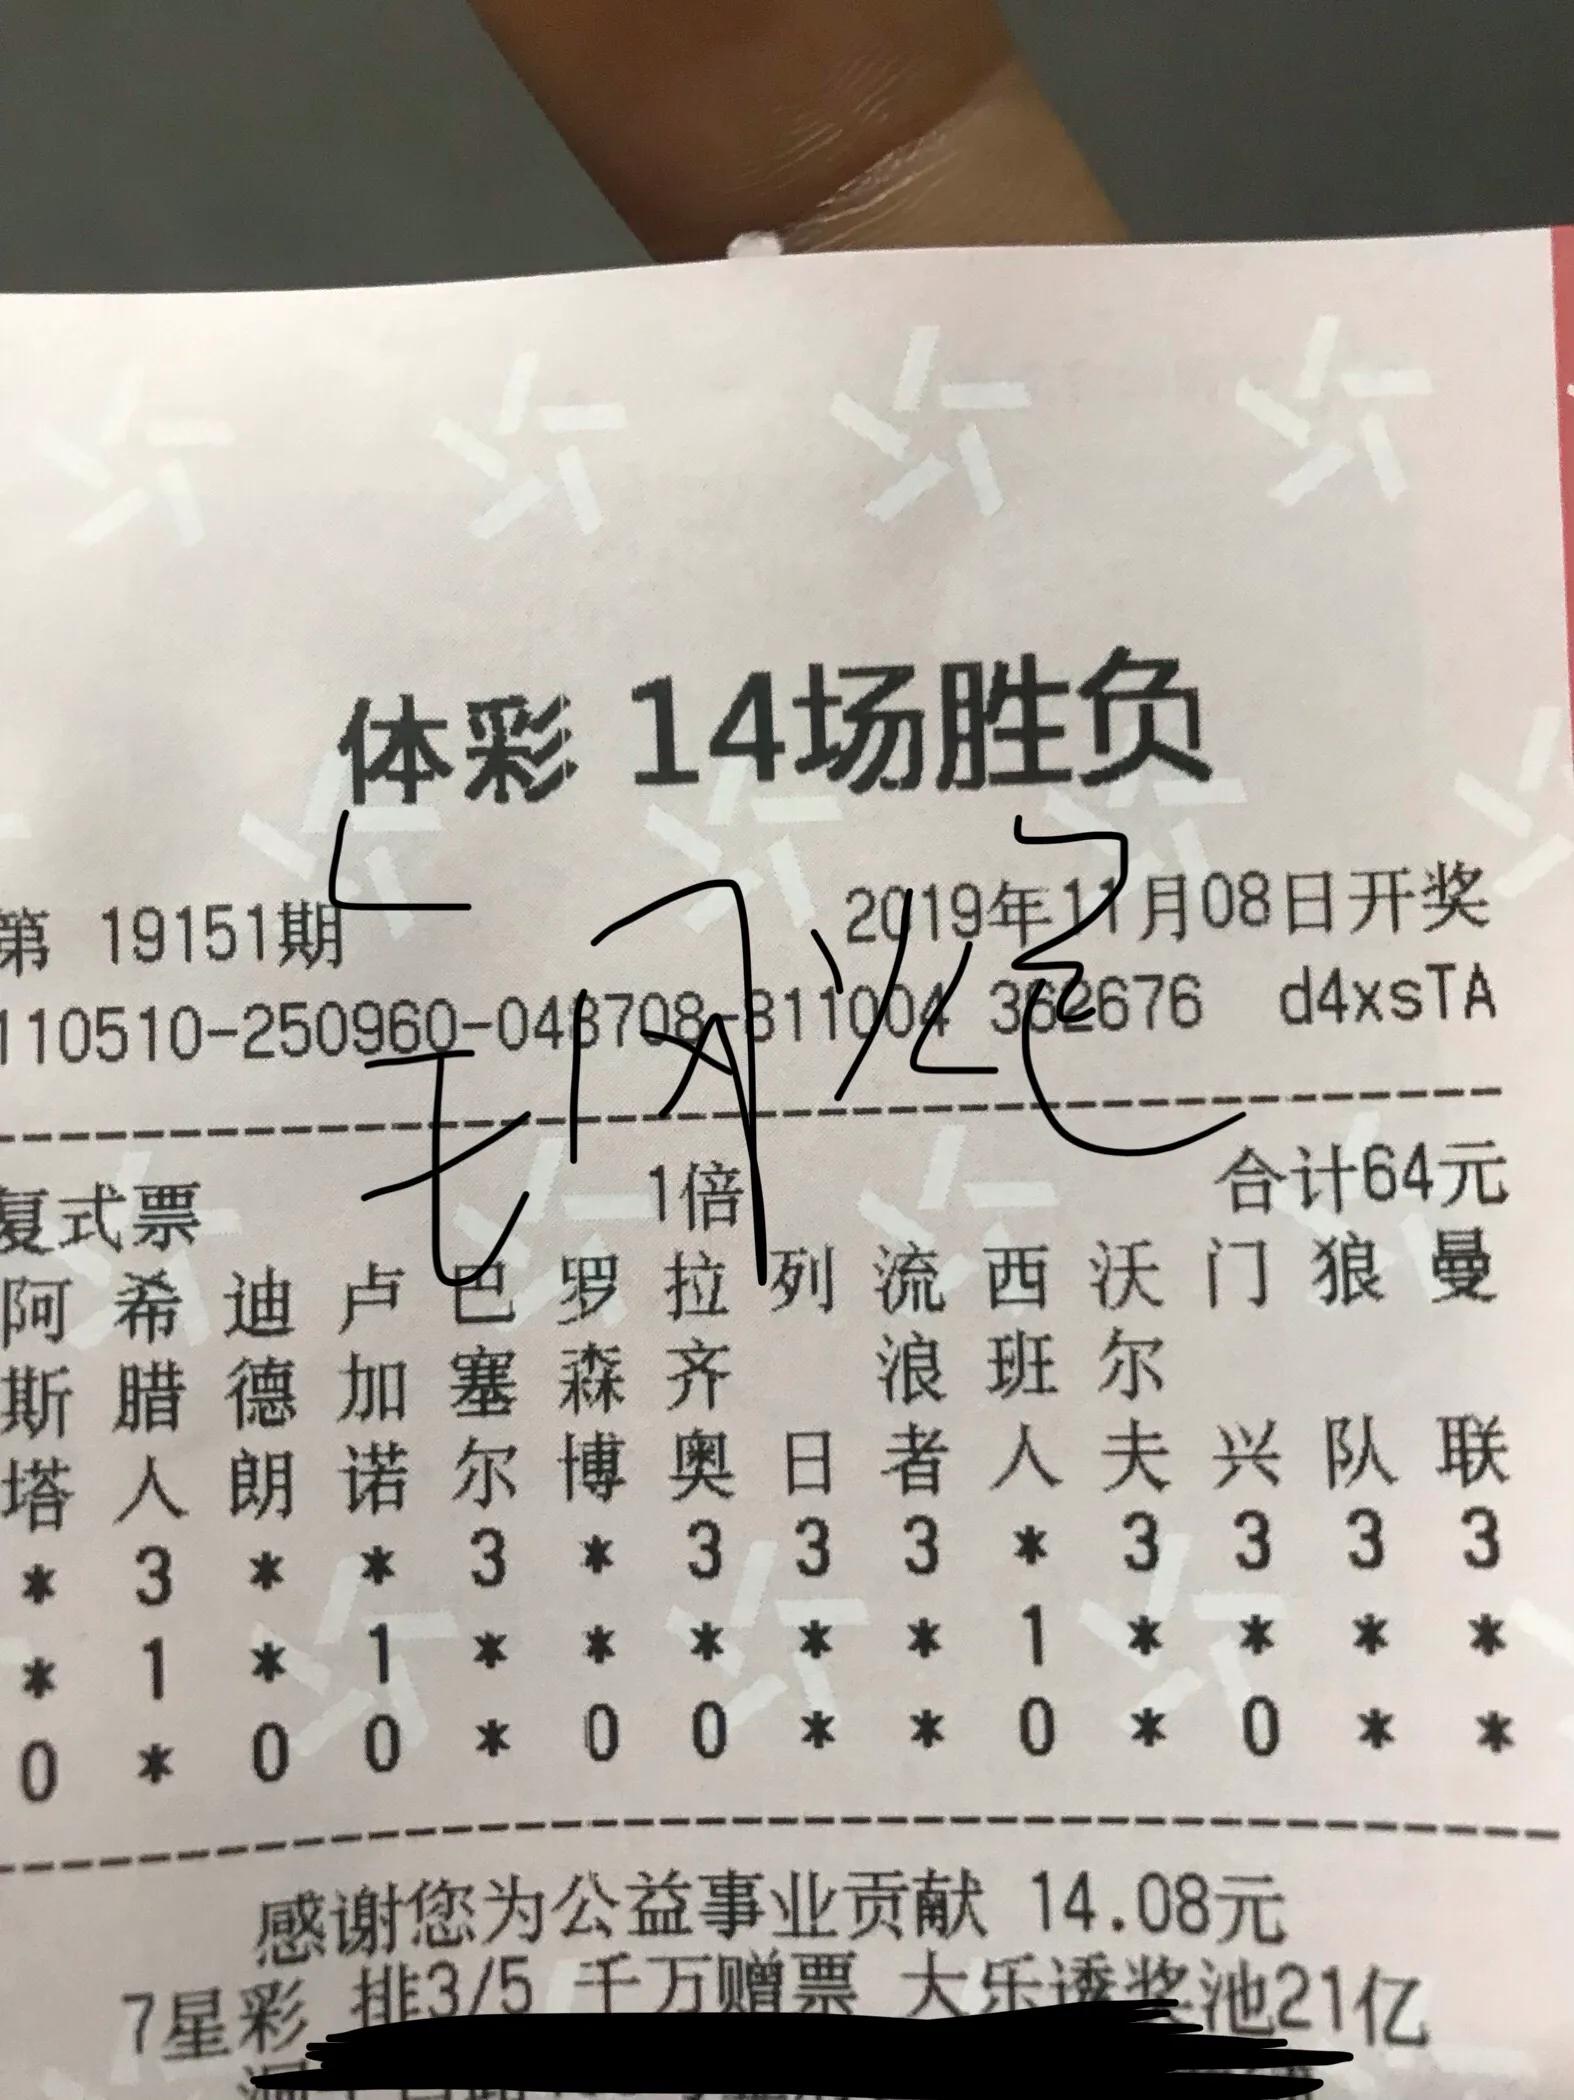 体彩 14场胜负
第 19151期 2019年11月08日开奖
110510-250960-048708-811004 362676 d4xsTA
复式票 1倍 合计64元
阿 希 迪 卢 巴 罗 拉 列 流 西 沃 门 狼 曼
斯 腊 德 加 塞 森 齐 浪 班 尔
塔 人 朗 诺 尔 博 奥 日 者 人 夫 兴 队 联
* 3 * * 3 * 3 3 3 * 3 3 3 3
* 1 * 1 * * * * * 1 * * * *
0 * 0 0 * 0 0 * * 0 * 0 * *
感谢您为公益事业贡献 14.08元
7星彩 排3/5 千万赠票 大乐透奖池21亿